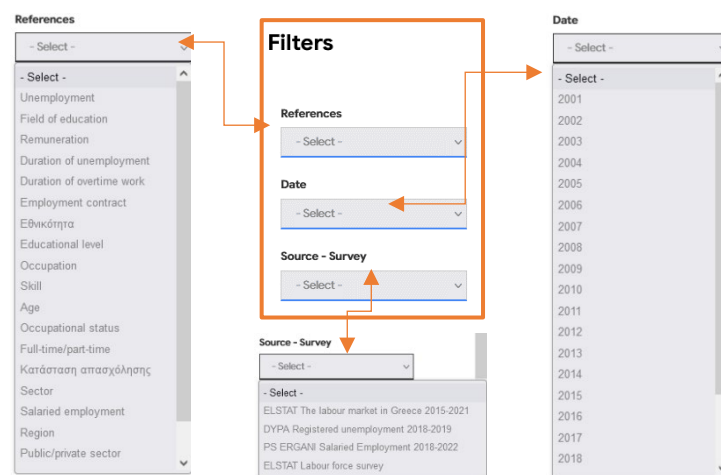 References
- Select -
- Select -
Unemployment
Field of education
Remuneration
Duration of unemployment
Duration of overtime work
Employment contract
Εθνικότητα
Educational level
Occupation
Skill
Age
Occupational status
Full-time/part-time
Κατάσταση απασχόλησης
Sector
Salaried employment
Region
Public/private sector
Filters
References
- Select -
Date
- Select -
Source - Survey
- Select -
Source - Survey
- Select -
- Select -
ELSTAT The labour market in Greece 2015-2021
DYPA Registered unemployment 2018-2019
PS ERGANI Salaried Employment 2018-2022
ELSTAT Labour force survey
Date
- Select -
- Select -
2001
2002
2003
2004
2005
2006
2007
2008
2009
2010
2011
2012
2013
2014
2015
2016
2017
2018